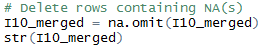 # Delete rows containing NA(s)
I10_merged = na.omit(I10_merged)
str(I10_merged)